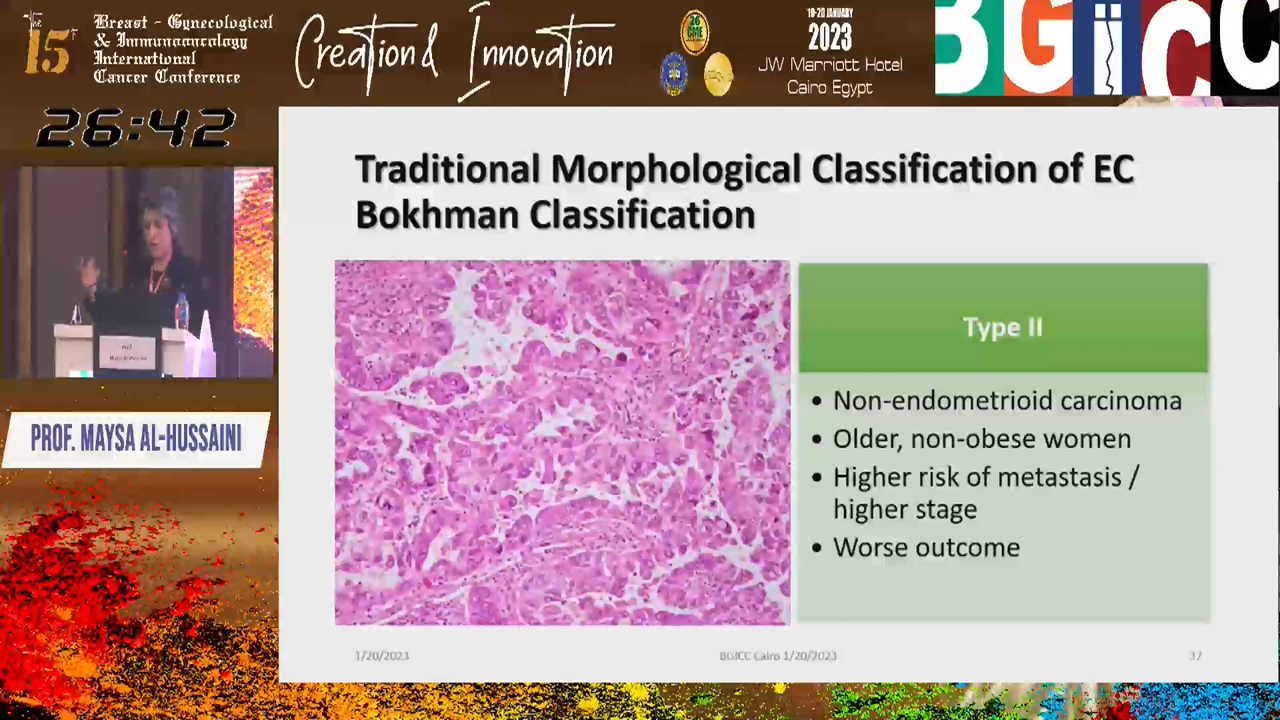 The 15th
Breast - Gynecological
& Immunooncology
International
Cancer Conference
Creation & Innovation
18-20 JANUARY
2023
JW Marriott Hotel
Cairo Egypt
BGiCC
26:42
Traditional Morphological Classification of EC
Bokhman Classification
Type II
• Non-endometrioid carcinoma
• Older, non-obese women
• Higher risk of metastasis /
higher stage
• Worse outcome
PROF. MAYSA AL-HUSSAINI
1/20/2023
BGICC Cairo 1/20/2023
37